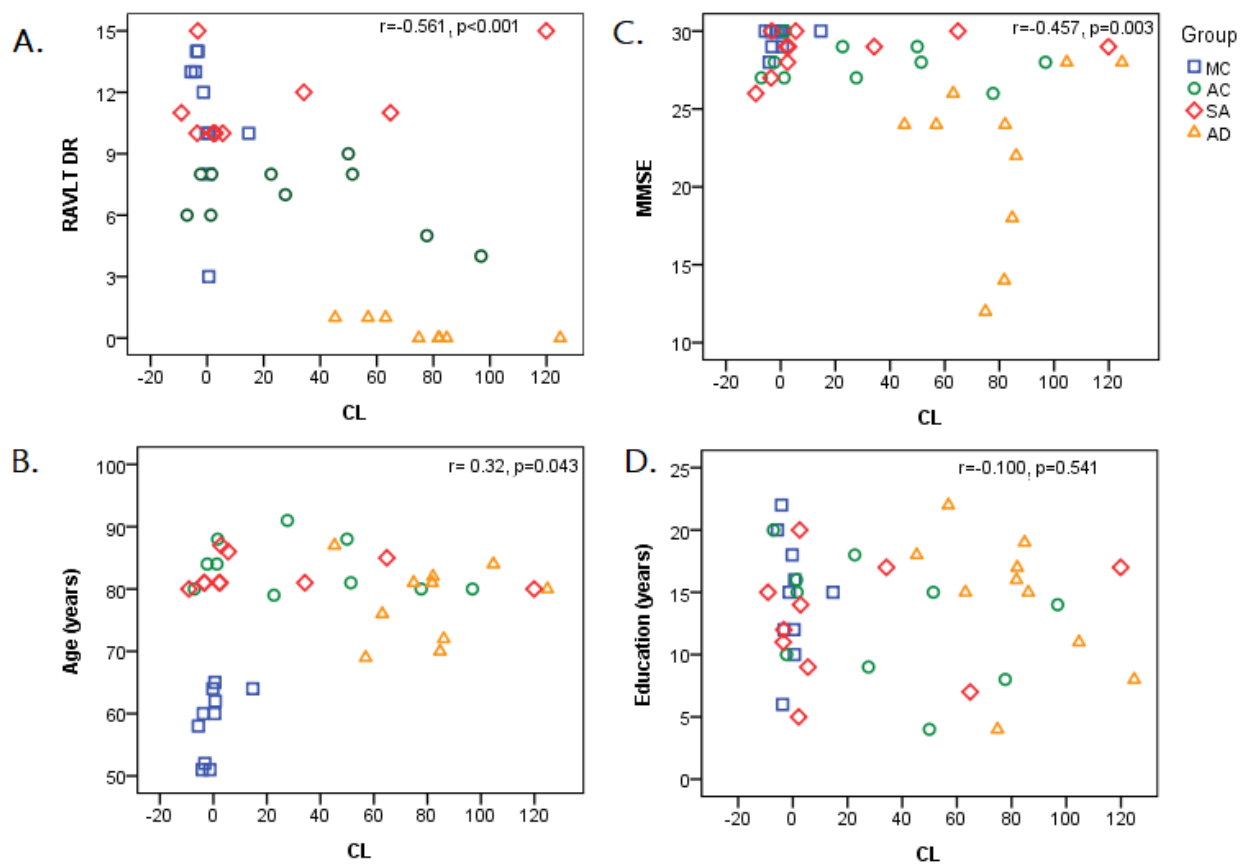 A.
r=-0.561, p<0.001
15
12
9
6
3
0
RAVLT DR
-20 0 20 40 60 80 100 120
CL
C.
r=-0.457, p=0.003
30
25
20
15
10
MMSE
-20 0 20 40 60 80 100 120
CL
Group
MC
AC
SA
AD
B.
r= 0.32, p=0.043
100
90
80
70
60
50
Age (years)
-20 0 20 40 60 80 100 120
CL
D.
r=-0.100, p=0.541
25
20
15
10
5
0
Education (years)
-20 0 20 40 60 80 100 120
CL